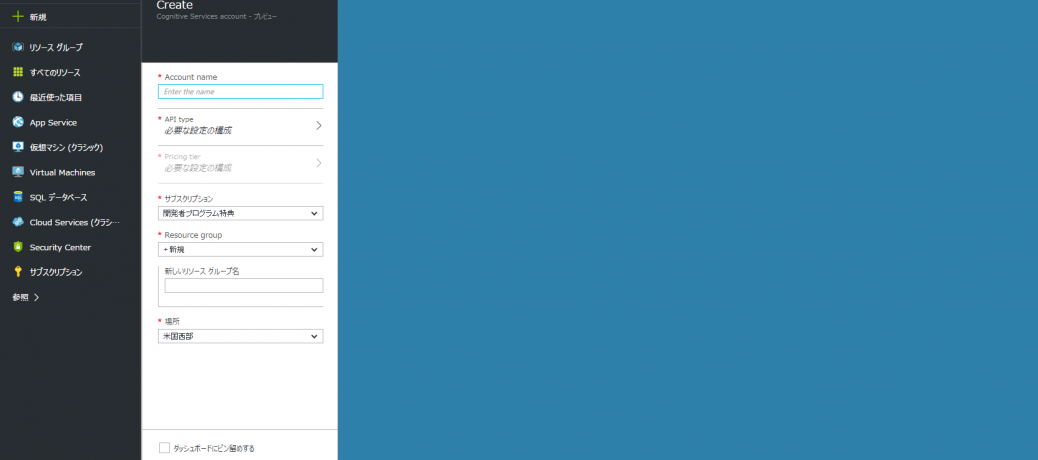 新規
リソース グループ
すべてのリソース
最近使った項目
App Service
仮想マシン (クラシック)
Virtual Machines
SQL データベース
Cloud Services (クラシ…
Security Center
サブスクリプション
参照 >
Create
Cognitive Services account - プレビュー
* Account name
Enter the name
* API type
必要な設定の構成
* Pricing tier
必要な設定の構成
* サブスクリプション
開発者プログラム特典
* Resource group
+ 新規
新しいリソース グループ名
* 場所
米国西部
ダッシュボードにピン留めする